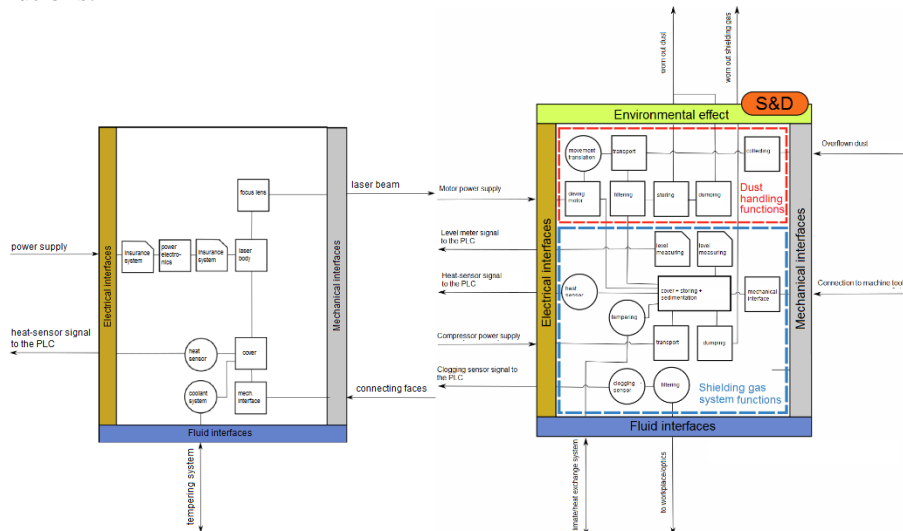 worn out dust
worn out shielding gas
S&D
Environmental effect
Electrical interfaces
Mechanical interfaces
Fluid interfaces
power supply
heat-sensor signal
to the PLC
laser beam
connecting faces
tempering system
focus lens
Insurance
system
power
electro-
nics
Insurance
system
laser
body
heat
sensor
cover
coolant
system
mech.
interface
Electrical interfaces
Mechanical interfaces
Fluid interfaces
Motor power supply
Level meter signal
to the PLC
Heat-sensor signal
to the PLC
Compressor power supply
Clogging sensor signal to
the PLC
Overflown dust
Connection to machine tool
movement
translation
transport
collecting
driving
motor
filtering
storing
dumping
Dust
handling
functions
level
measuring
level
measuring
heat
sensor
cover + storing +
sedimentation
mechanical
interface
tempering
transport
dumping
clogging
sensor
filtering
Shielding gas
system functions
to workplace/optics